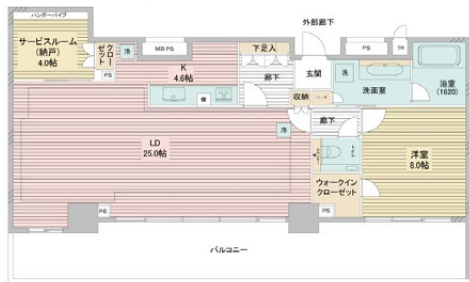 ハンガーパイプ
サービスルーム
（納戸）
4.0帖
クロー
ゼット
冷
PS
MB PS
下足入
外部廊下
PS
TR
K
4.6帖
廊下
玄関
洗
洗面室
浴室
(1620)
収納
冷
廊下
トイレ
LD
25.0帖
洋室
8.0帖
ウォークイン
クローゼット
PS
PS
バルコニー